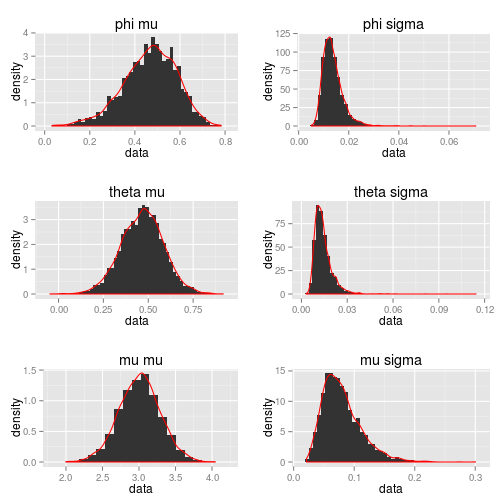 phi mu
density
4
3
2
1
0
0.0 0.2 0.4 0.6 0.8
data
phi sigma
density
125
100
75
50
25
0
0.00 0.02 0.04 0.06
data
theta mu
density
3
2
1
0
0.00 0.25 0.50 0.75
data
theta sigma
density
75
50
25
0
0.00 0.03 0.06 0.09 0.12
data
mu mu
density
1.5
1.0
0.5
0.0
2.0 2.5 3.0 3.5 4.0
data
mu sigma
density
15
10
5
0
0.0 0.1 0.2 0.3
data